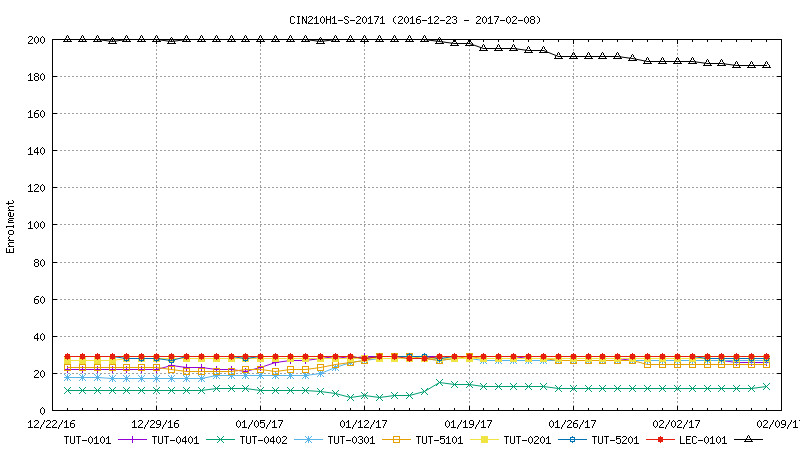 CIN210H1-S-20171 (2016-12-23 - 2017-02-08)
200
180
160
140
120
100
80
60
40
20
0
Enrolment
12/22/16 12/29/16 01/05/17 01/12/17 01/19/17 01/26/17 02/02/17 02/09/17
TUT-0101 TUT-0401 TUT-0402 TUT-0301 TUT-5101 TUT-0201 TUT-5201 LEC-0101